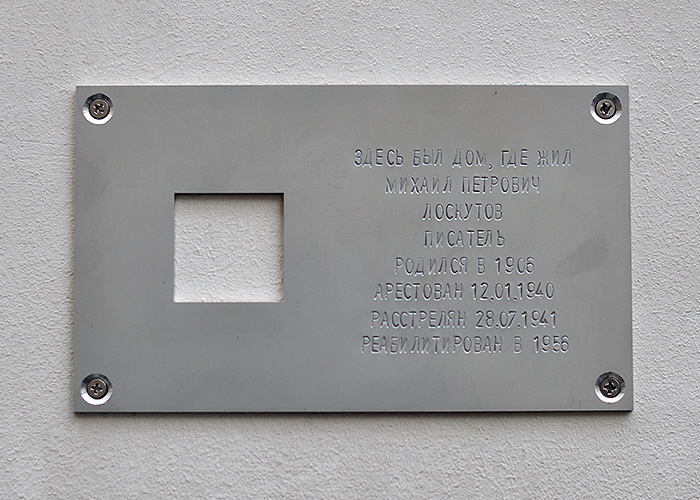 ЗДЕСЬ БЫЛ ДОМ, ГДЕ ЖИЛ
МИХАИЛ ПЕТРОВИЧ
ЛОСКУТОВ
ПИСАТЕЛЬ
РОДИЛСЯ В 1906
АРЕСТОВАН 12.01.1940
РАССТРЕЛЯН 28.07.1941
РЕАБИЛИТИРОВАН В 1956